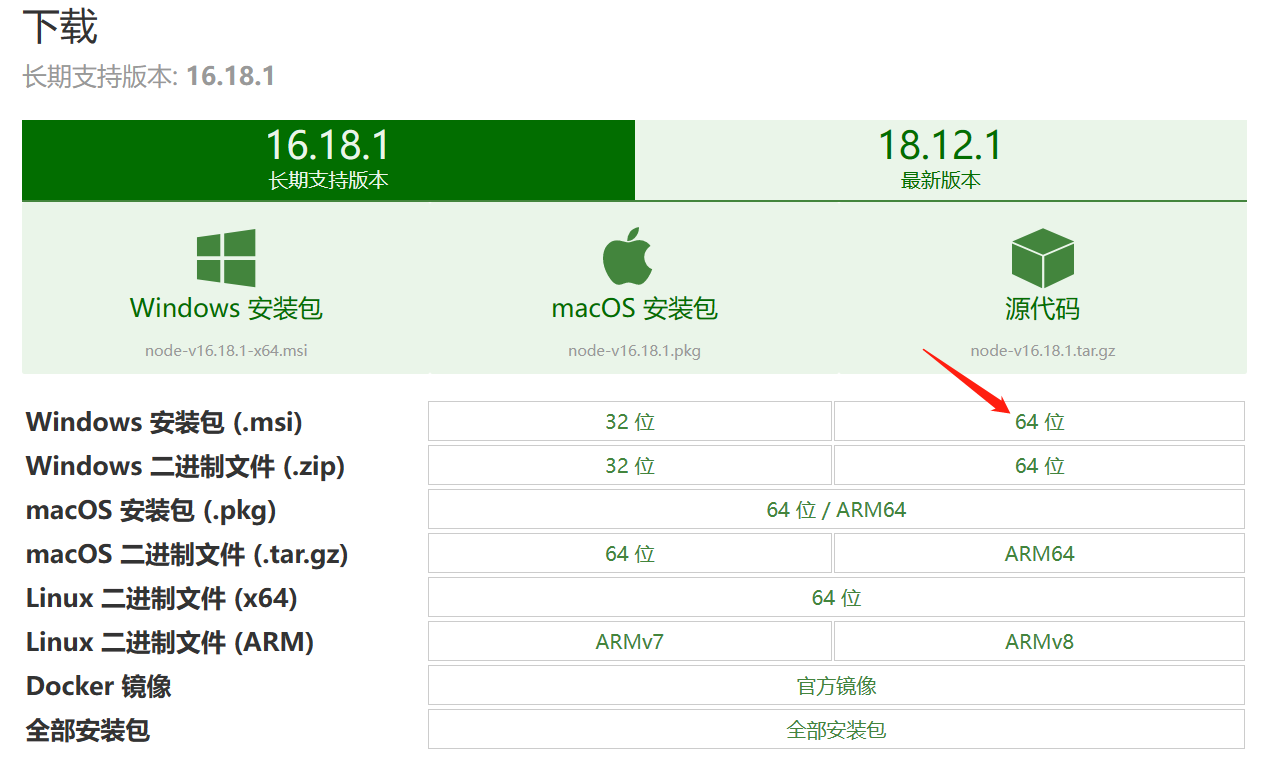 下载
长期支持版本: 16.18.1
16.18.1
长期支持版本
18.12.1
最新版本
Windows 安装包
node-v16.18.1-x64.msi
macOS 安装包
node-v16.18.1.pkg
源代码
node-v16.18.1.tar.gz
Windows 安装包 (.msi) 32 位 64 位
Windows 二进制文件 (.zip) 32 位 64 位
macOS 安装包 (.pkg) 64 位 / ARM64
macOS 二进制文件 (.tar.gz) 64 位 ARM64
Linux 二进制文件 (x64) 64 位
Linux 二进制文件 (ARM) ARMv7 ARMv8
Docker 镜像 官方镜像
全部安装包 全部安装包